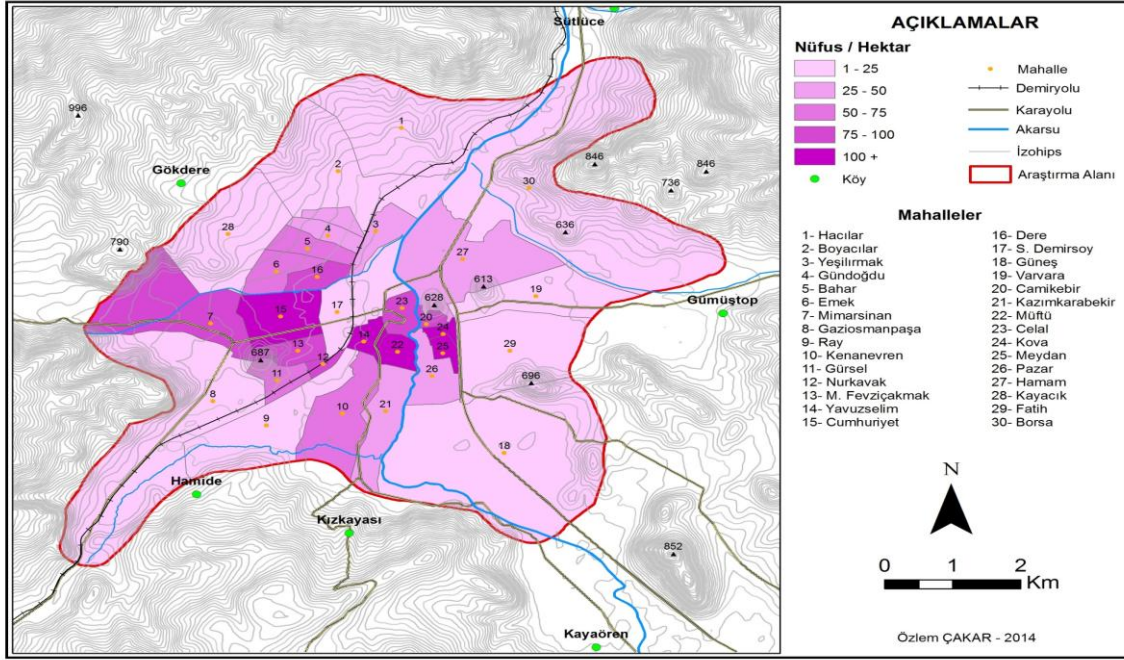 Sütlüce
996
1
2
846
846
736
Gökdere
30
28
4
3
636
5
790
27
6
16
613
628
19
15
17
23
Gümüştop
7
20
24
14
22
25
13
687
12
29
11
26
696
8
10
21
9
18
Hamide
Kızkayası
852
Kayaören
AÇIKLAMALAR
Nüfus / Hektar
1 - 25
25 - 50
50 - 75
75 - 100
100 +
Köy
Mahalle
Demiryolu
Karayolu
Akarsu
İzohips
Araştırma Alanı
Mahalleler
1- Hacılar
2- Boyacılar
3- Yeşilırmak
4- Gündoğdu
5- Bahar
6- Emek
7- Mimarsinan
8- Gaziosmanpaşa
9- Ray
10- Kenanevren
11- Gürsel
12- Nurkavak
13- M. Fevziçakmak
14- Yavuzselim
15- Cumhuriyet
16- Dere
17- S. Demirsoy
18- Güneş
19- Varvara
20- Camikebir
21- Kazımkarabekir
22- Müftü
23- Celal
24- Kova
25- Meydan
26- Pazar
27- Hamam
28- Kayacık
29- Fatih
30- Borsa
N
0 1 2
Km
Özlem ÇAKAR - 2014